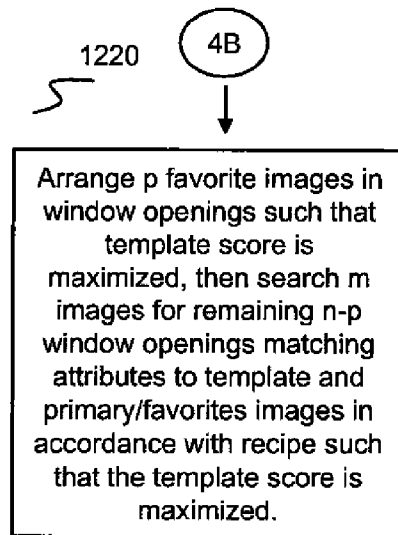 1220
4B
Arrange p favorite images in
window openings such that
template score is
maximized, then search m
images for remaining n-p
window openings matching
attributes to template and
primary/favorites images in
accordance with recipe such
that the template score is
maximized.